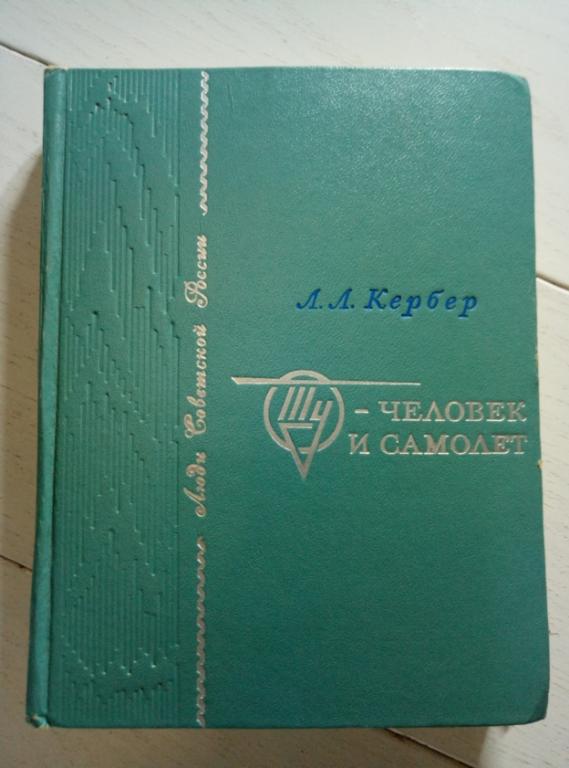 Люди Советской России
Л. Л. Кербер
Ту – ЧЕЛОВЕК
И САМОЛЕТ